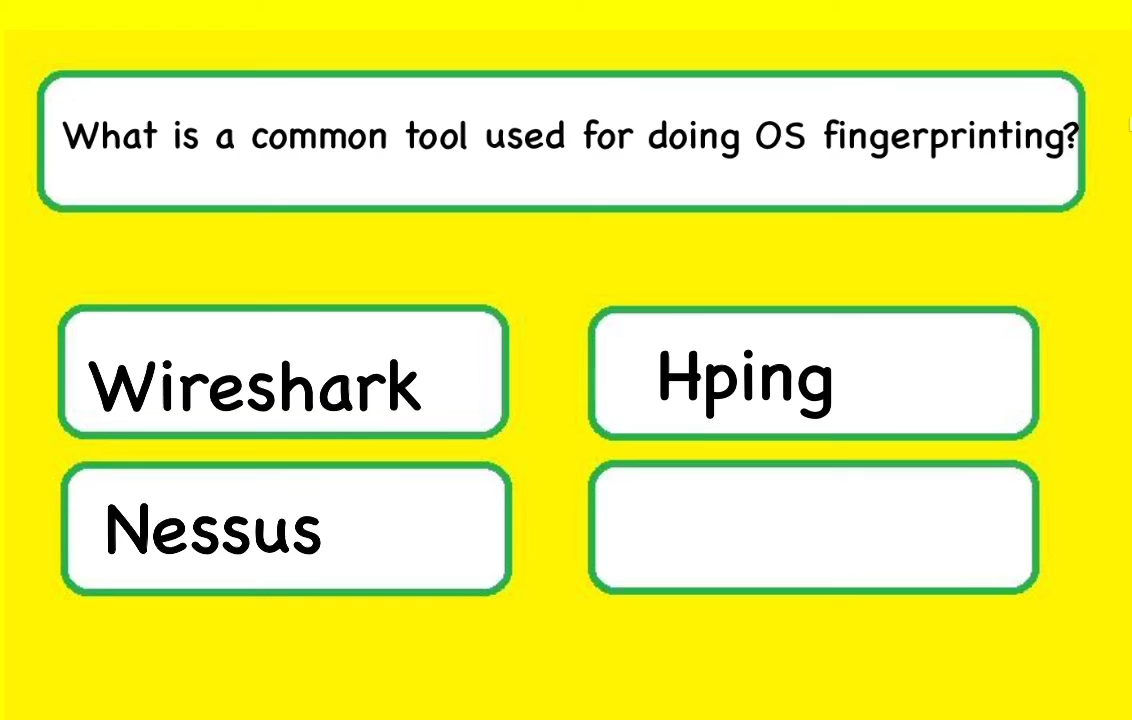 What is a common tool used for doing OS fingerprinting?
Wireshark
Hping
Nessus